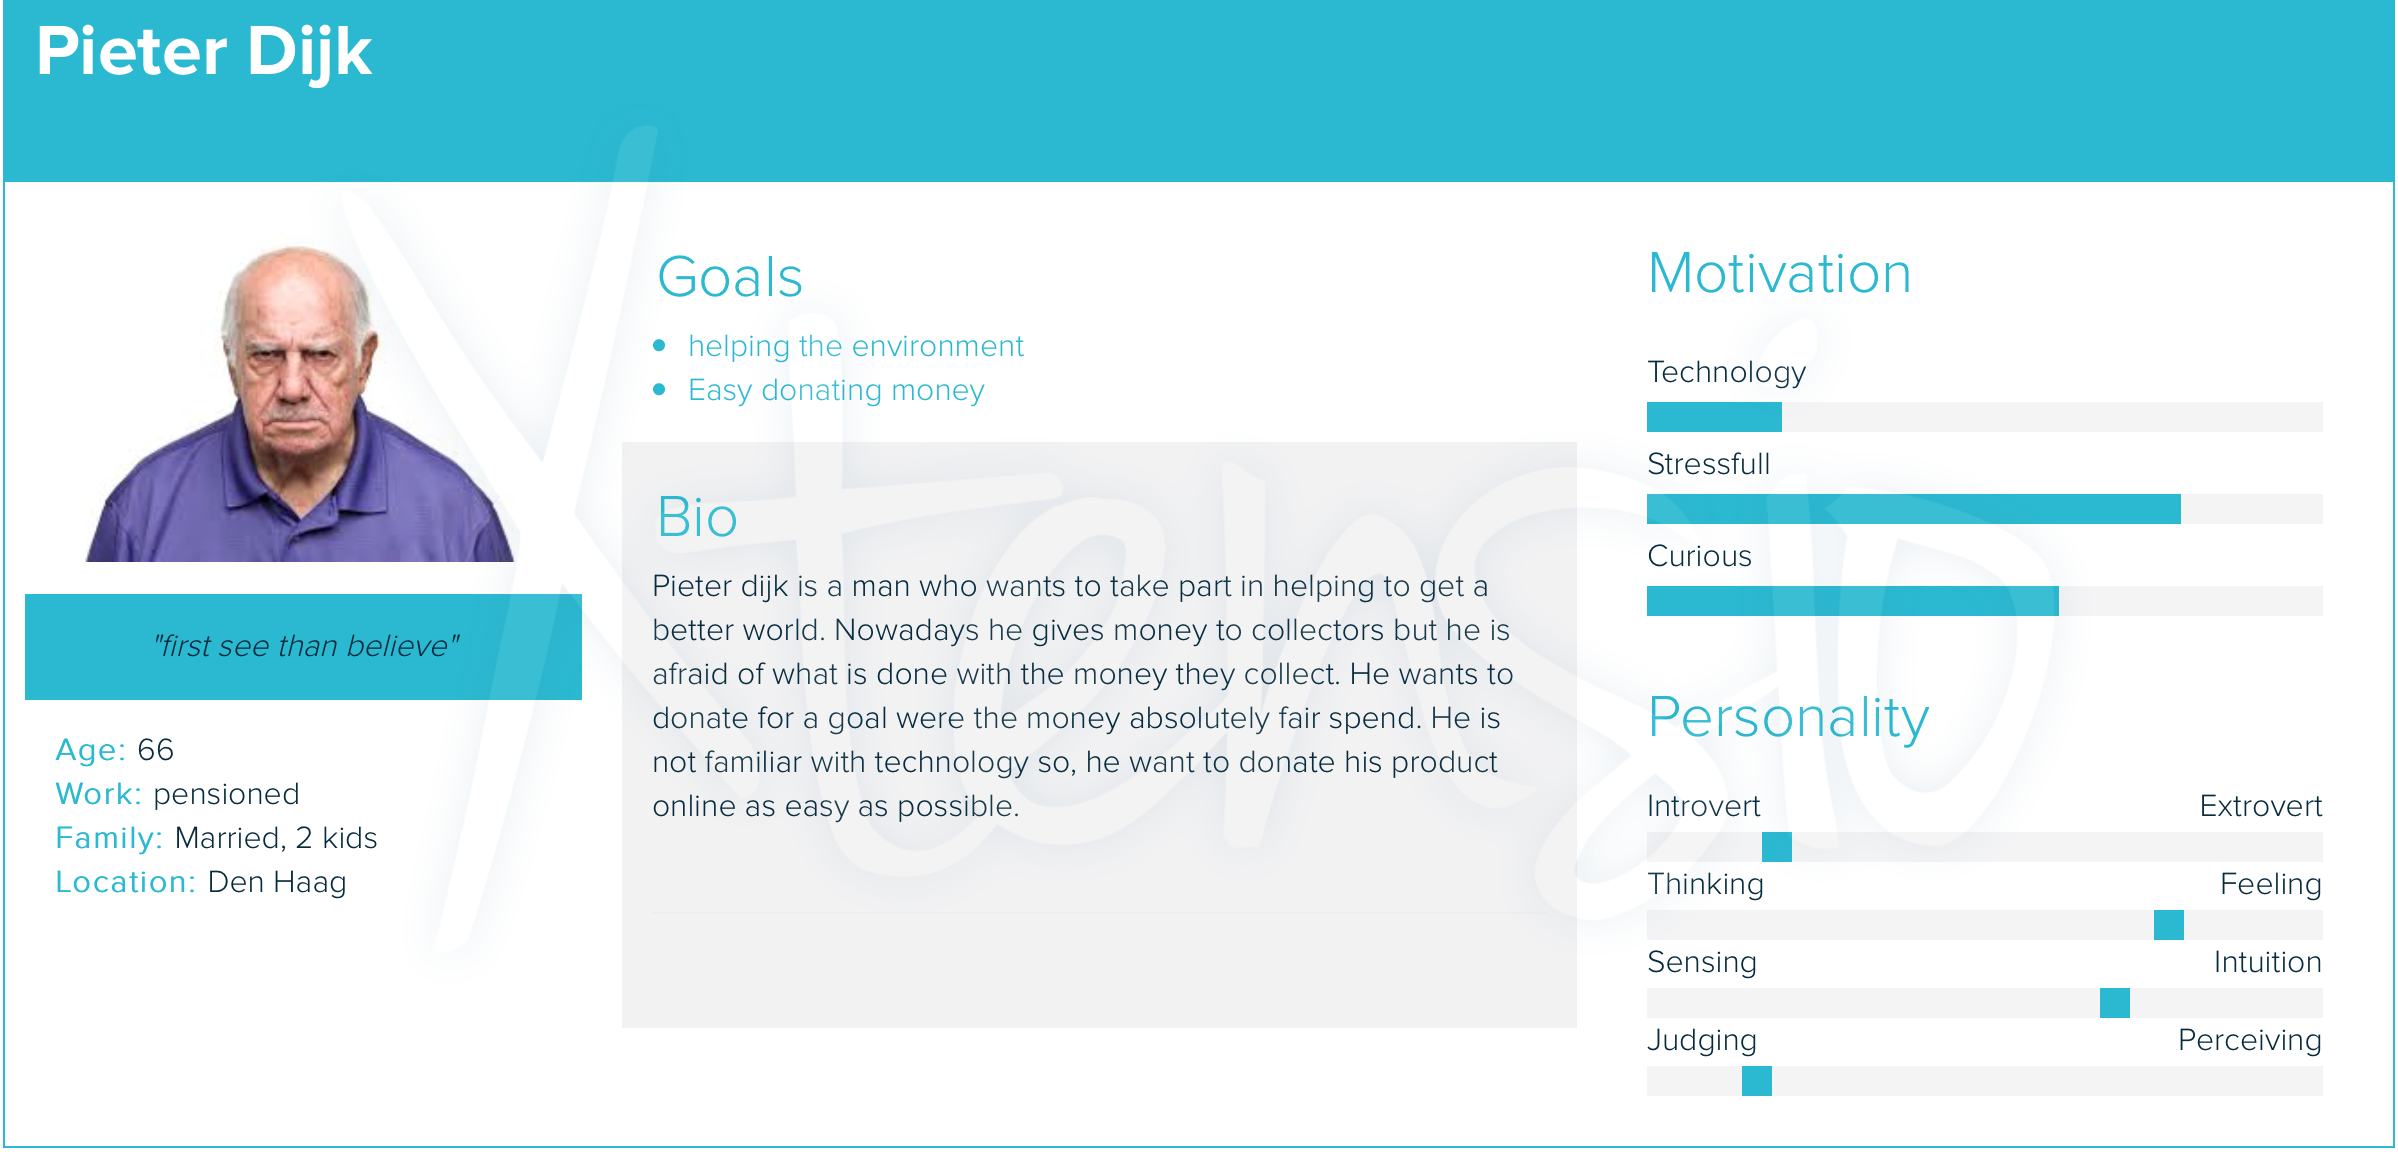 Pieter Dijk
"first see than believe"
Age: 66
Work: pensioned
Family: Married, 2 kids
Location: Den Haag
Goals
helping the environment
Easy donating money
Bio
Pieter dijk is a man who wants to take part in helping to get a
better world. Nowadays he gives money to collectors but he is
afraid of what is done with the money they collect. He wants to
donate for a goal were the money absolutely fair spend. He is
not familiar with technology so, he want to donate his product
online as easy as possible.
Motivation
Technology
Stressfull
Curious
Personality
Introvert Extrovert
Thinking Feeling
Sensing Intuition
Judging Perceiving
XtensiO